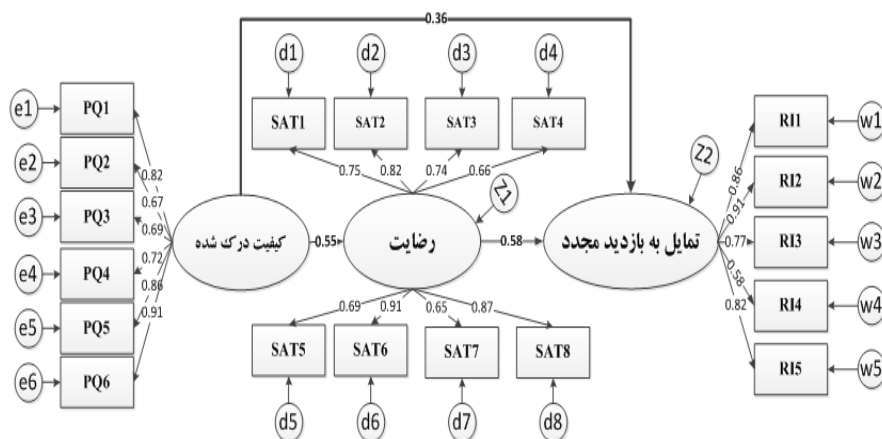 0.36
d1 d2 d3 d4
SAT1 SAT2 SAT3 SAT4
0.75 0.82 0.74 0.66
e1 PQ1
e2 PQ2
e3 PQ3
e4 PQ4
e5 PQ5
e6 PQ6
0.82
0.67
0.69
0.72
0.86
0.91
کیفیت درک شده
0.55
رضایت
Z1
0.58
تمایل به بازدید مجدد
Z2
0.86
0.91
0.77
0.58
0.82
RI1 w1
RI2 w2
RI3 w3
RI4 w4
RI5 w5
0.69 0.91 0.65 0.87
SAT5 SAT6 SAT7 SAT8
d5 d6 d7 d8